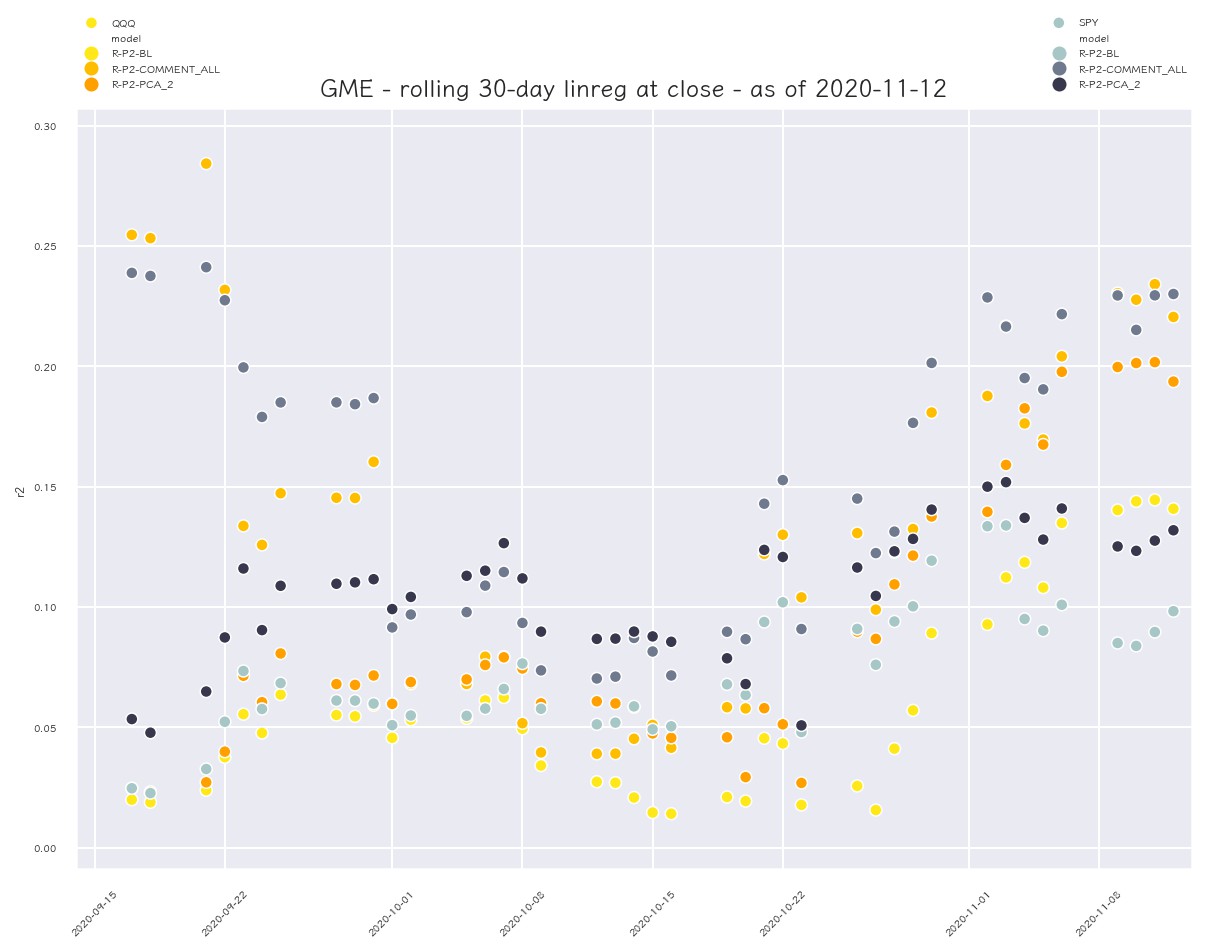 QQQ
model
R-P2-BL
R-P2-COMMENT_ALL
R-P2-PCA_2
SPY
model
R-P2-BL
R-P2-COMMENT_ALL
R-P2-PCA_2
GME - rolling 30-day linreg at close - as of 2020-11-12
0.30
0.25
0.20
0.15
0.10
0.05
0.00
r2
2020-09-15
2020-09-22
2020-10-01
2020-10-08
2020-10-15
2020-10-22
2020-11-01
2020-11-08